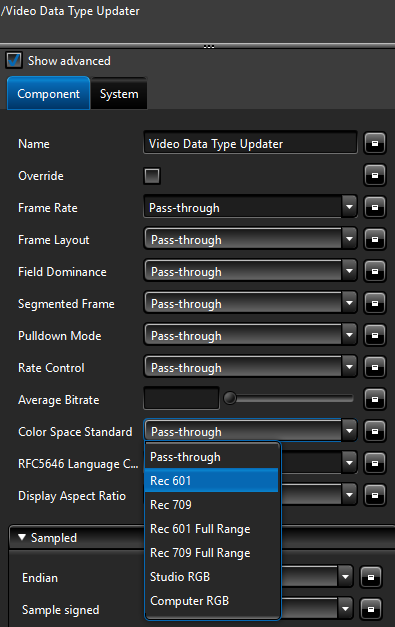 /Video Data Type Updater
Show advanced
Component System
Name Video Data Type Updater
Override
Frame Rate Pass-through
Frame Layout Pass-through
Field Dominance Pass-through
Segmented Frame Pass-through
Pulldown Mode Pass-through
Rate Control Pass-through
Average Bitrate
Color Space Standard Pass-through
Pass-through
RFC5646 Language C...
Rec 601
Display Aspect Ratio
Rec 709
Rec 601 Full Range
Sampled
Rec 709 Full Range
Endian
Studio RGB
Sample signed
Computer RGB